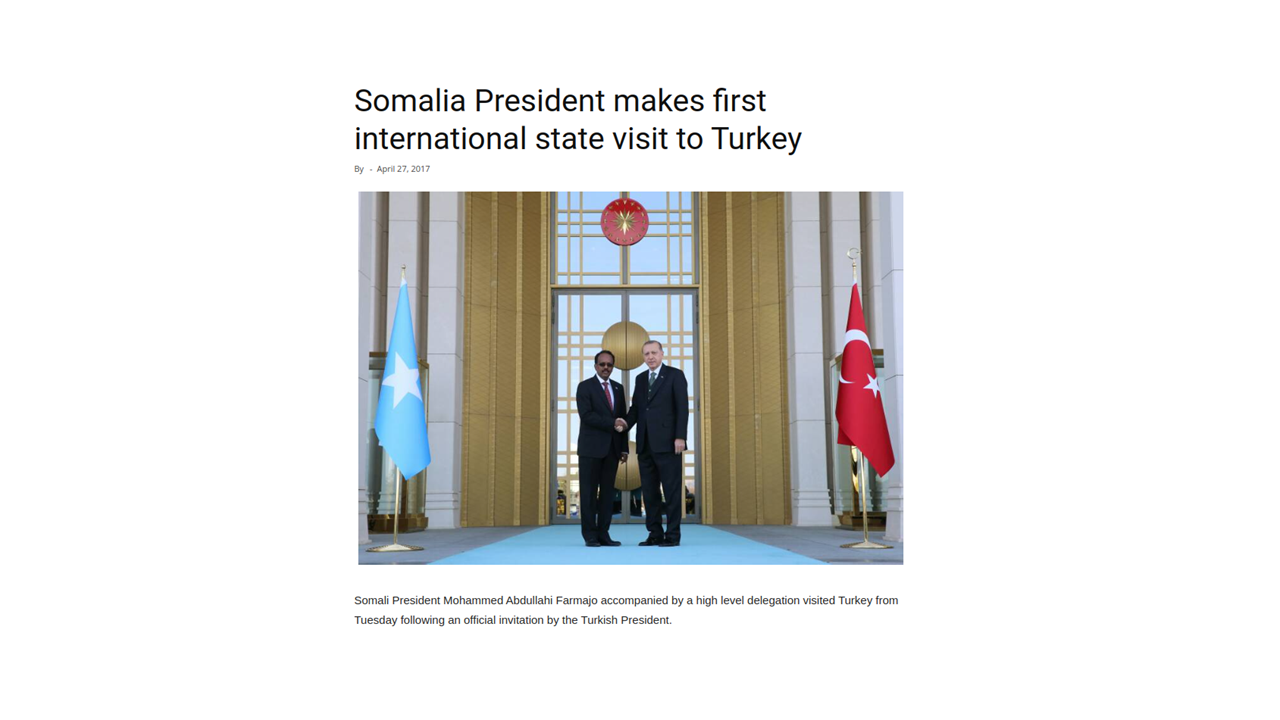 Somalia President makes first
international state visit to Turkey
By - April 27, 2017
Somali President Mohammed Abdullahi Farmajo accompanied by a high level delegation visited Turkey from
Tuesday following an official invitation by the Turkish President.